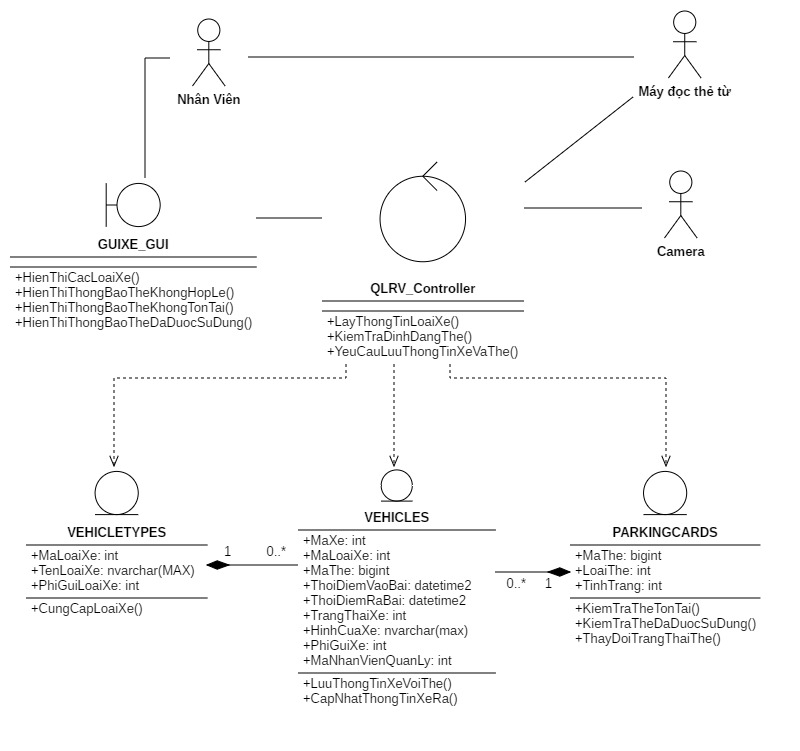 Nhân Viên
Máy đọc thẻ từ
Camera
GUIXE_GUI
+HienThiCacLoaiXe()
+HienThiThongBaoTheKhongHopLe()
+HienThiThongBaoTheKhongTonTai()
+HienThiThongBaoTheDaDuocSuDung()
QLRV_Controller
+LayThongTinLoaiXe()
+KiemTraDinhDangThe()
+YeuCauLuuThongTinXeVaThe()
VEHICLETYPES
+MaLoaiXe: int
+TenLoaiXe: nvarchar(MAX)
+PhiGuiLoaiXe: int
+CungCapLoaiXe()
1
0..*
VEHICLES
+MaXe: int
+MaLoaiXe: int
+MaThe: bigint
+ThoiDiemVaoBai: datetime2
+ThoiDiemRaBai: datetime2
+TrangThaiXe: int
+HinhCuaXe: nvarchar(max)
+PhiGuiXe: int
+MaNhanVienQuanLy: int
+LuuThongTinXeVoiThe()
+CapNhatThongTinXeRa()
0..*
1
PARKINGCARDS
+MaThe: bigint
+LoaiThe: int
+TinhTrang: int
+KiemTraTheTonTai()
+KiemTraTheDaDuocSuDung()
+ThayDoiTrangThaiThe()